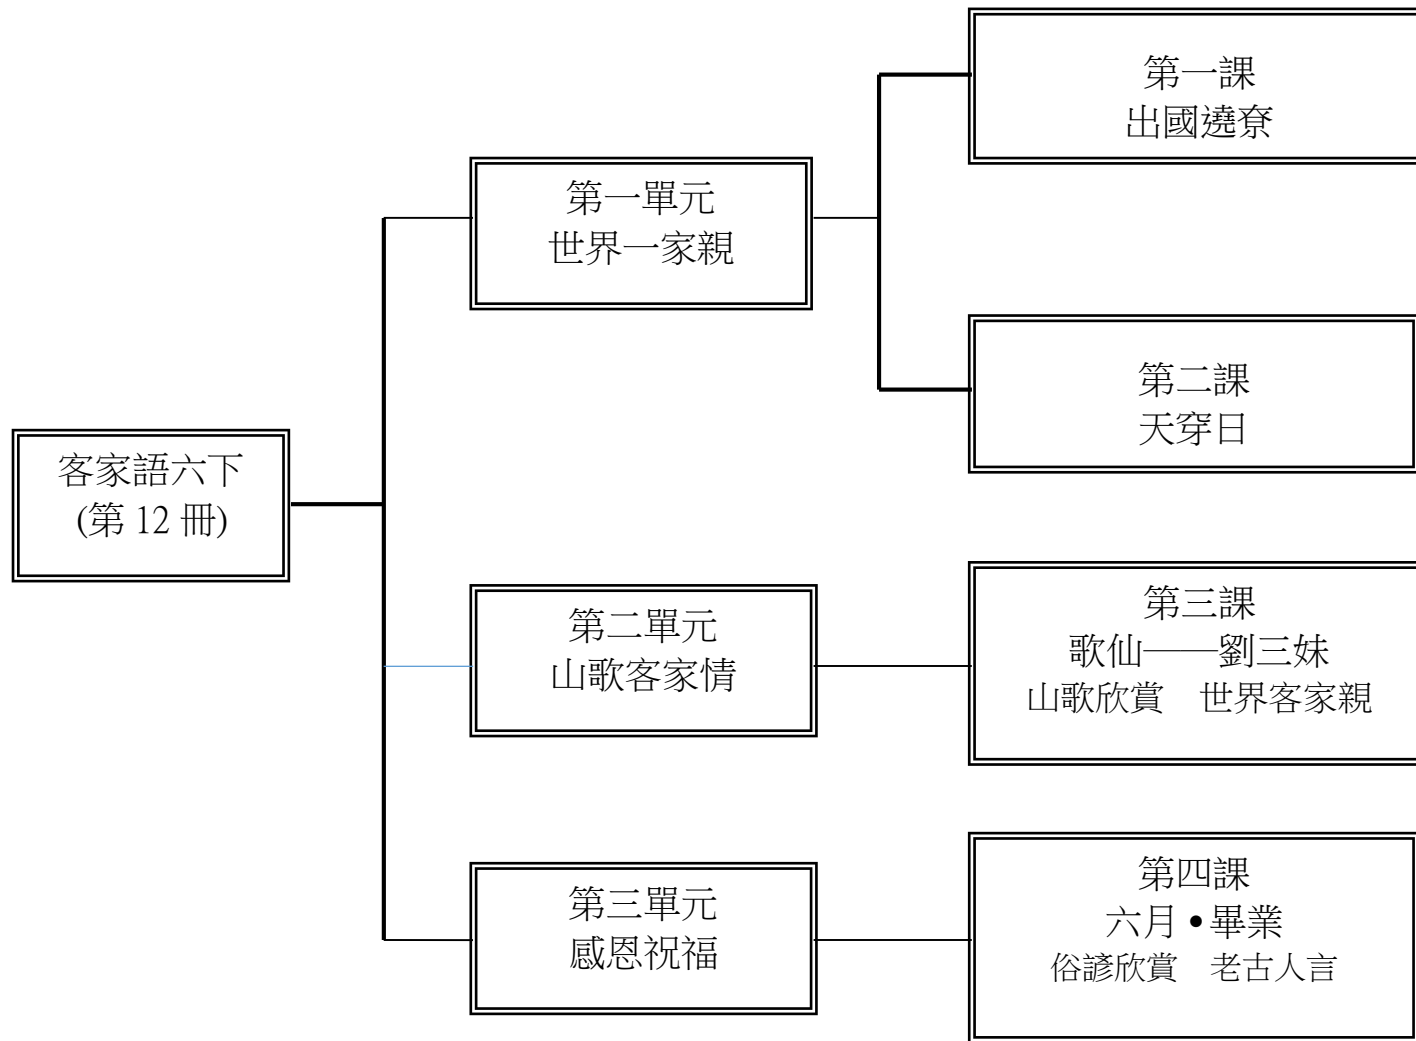 客家語六下
(第 12 冊)
第一單元
世界一家親
第一課
出國遶尞
第二課
天穿日
第二單元
山歌客家情
第三課
歌仙──劉三妹
山歌欣賞　世界客家親
第三單元
感恩祝福
第四課
六月•畢業
俗諺欣賞　老古人言